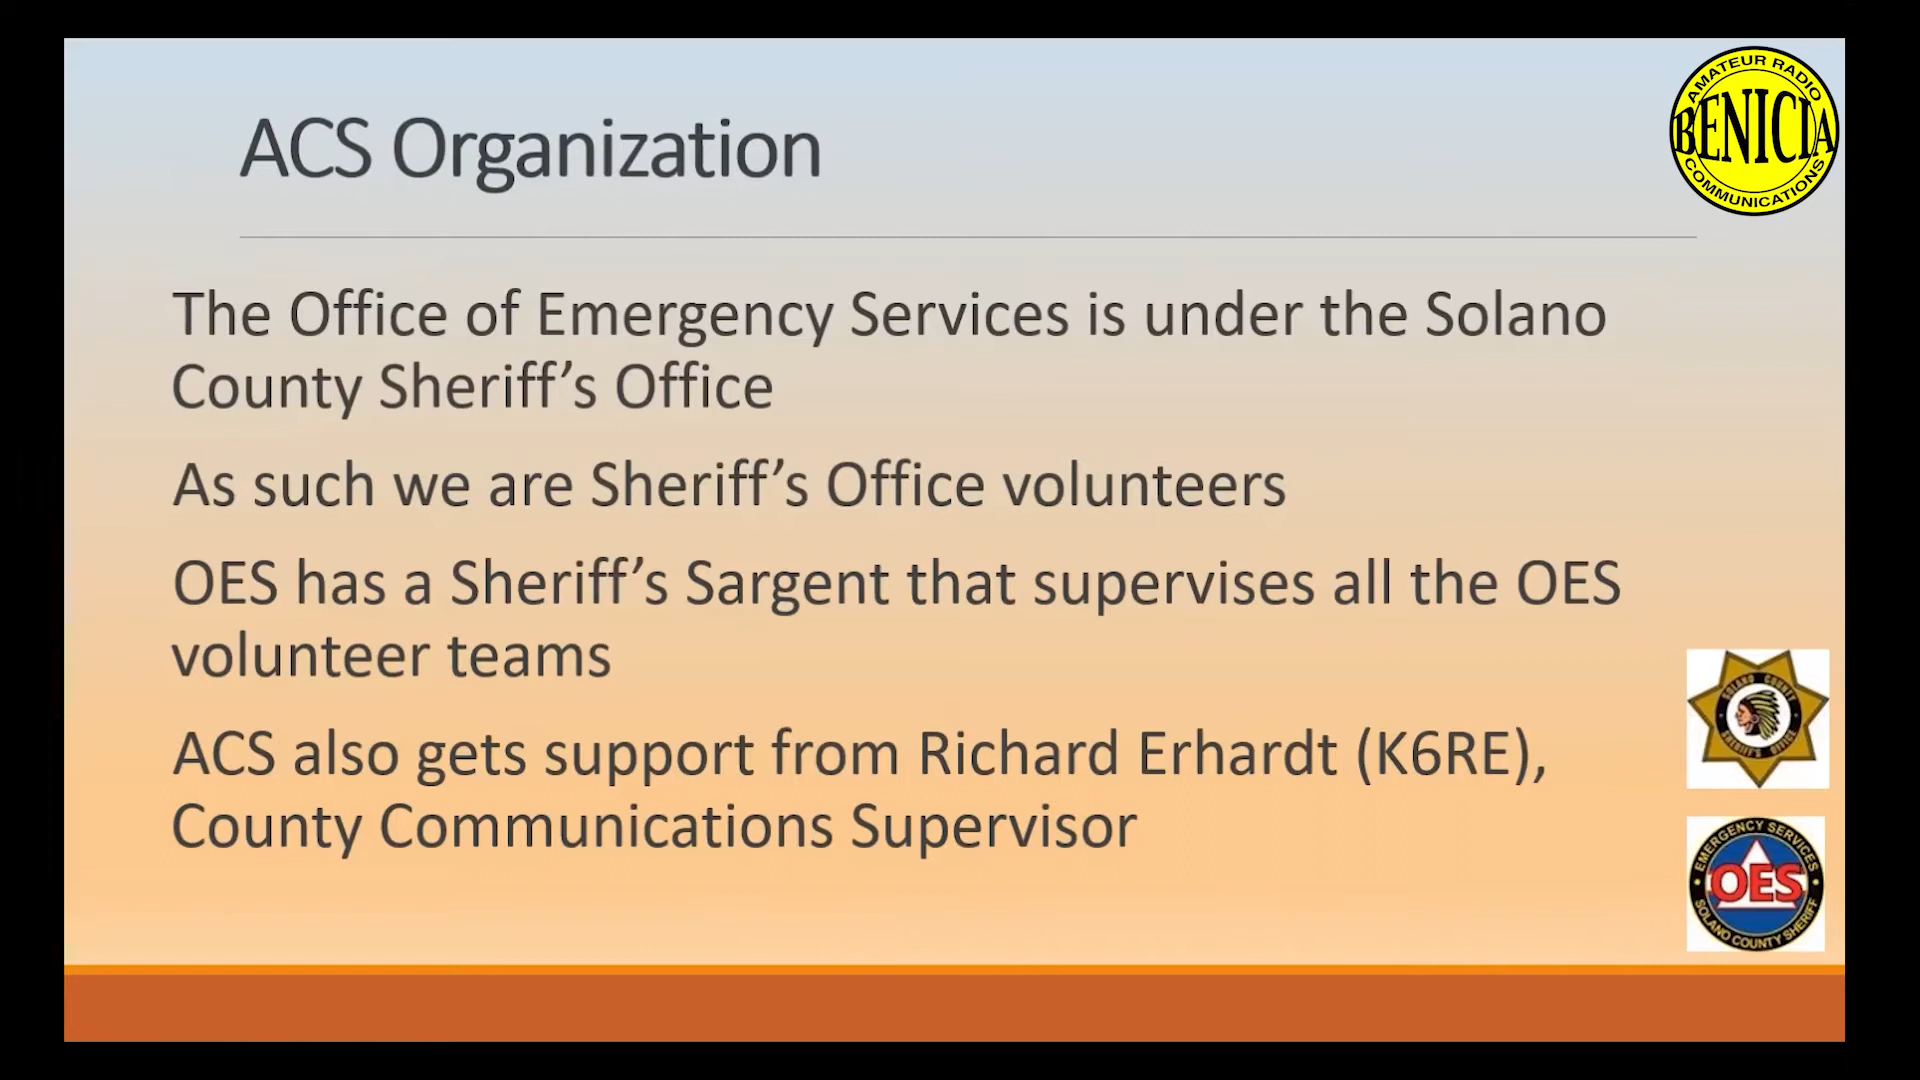 ACS Organization
AMATEUR RADIO
BENICIA
COMMUNICATIONS
The Office of Emergency Services is under the Solano
County Sheriff’s Office
As such we are Sheriff’s Office volunteers
OES has a Sheriff’s Sargent that supervises all the OES
volunteer teams
ACS also gets support from Richard Erhardt (K6RE),
County Communications Supervisor
SOLANO COUNTY
SHERIFF'S OFFICE
EMERGENCY SERVICES
OES
SOLANO COUNTY SHERIFF